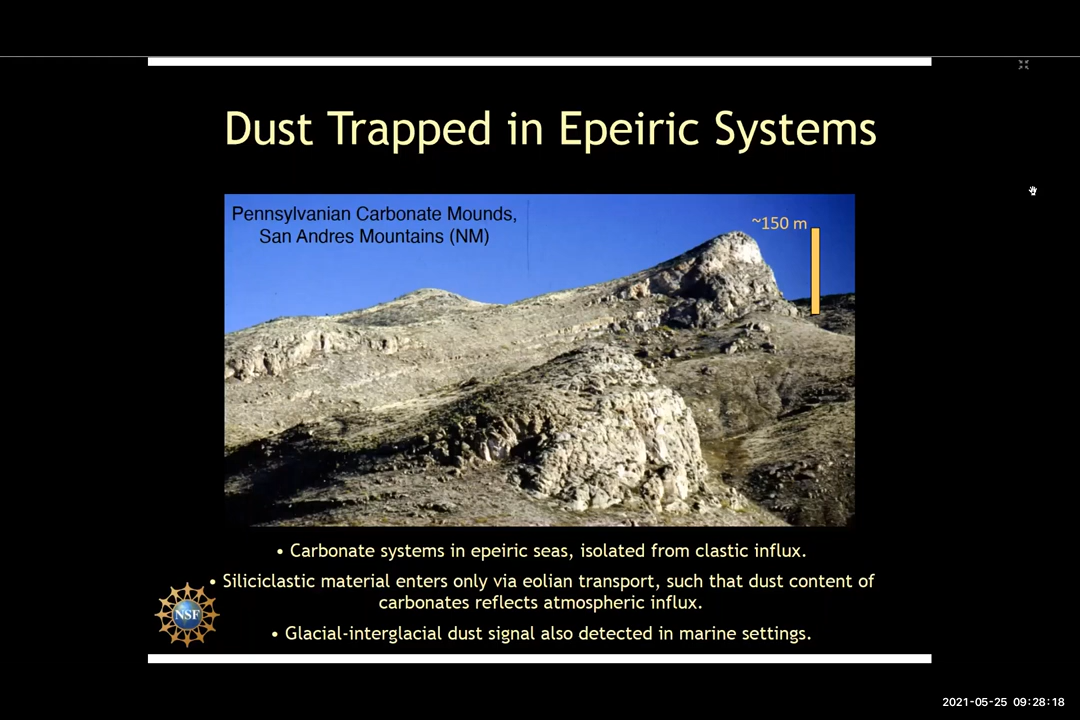 Dust Trapped in Epeiric Systems
Pennsylvanian Carbonate Mounds,
San Andres Mountains (NM)
~150 m
• Carbonate systems in epeiric seas, isolated from clastic influx.
• Siliciclastic material enters only via eolian transport, such that dust content of
carbonates reflects atmospheric influx.
• Glacial-interglacial dust signal also detected in marine settings.
NSF
2021-05-25 09:28:18